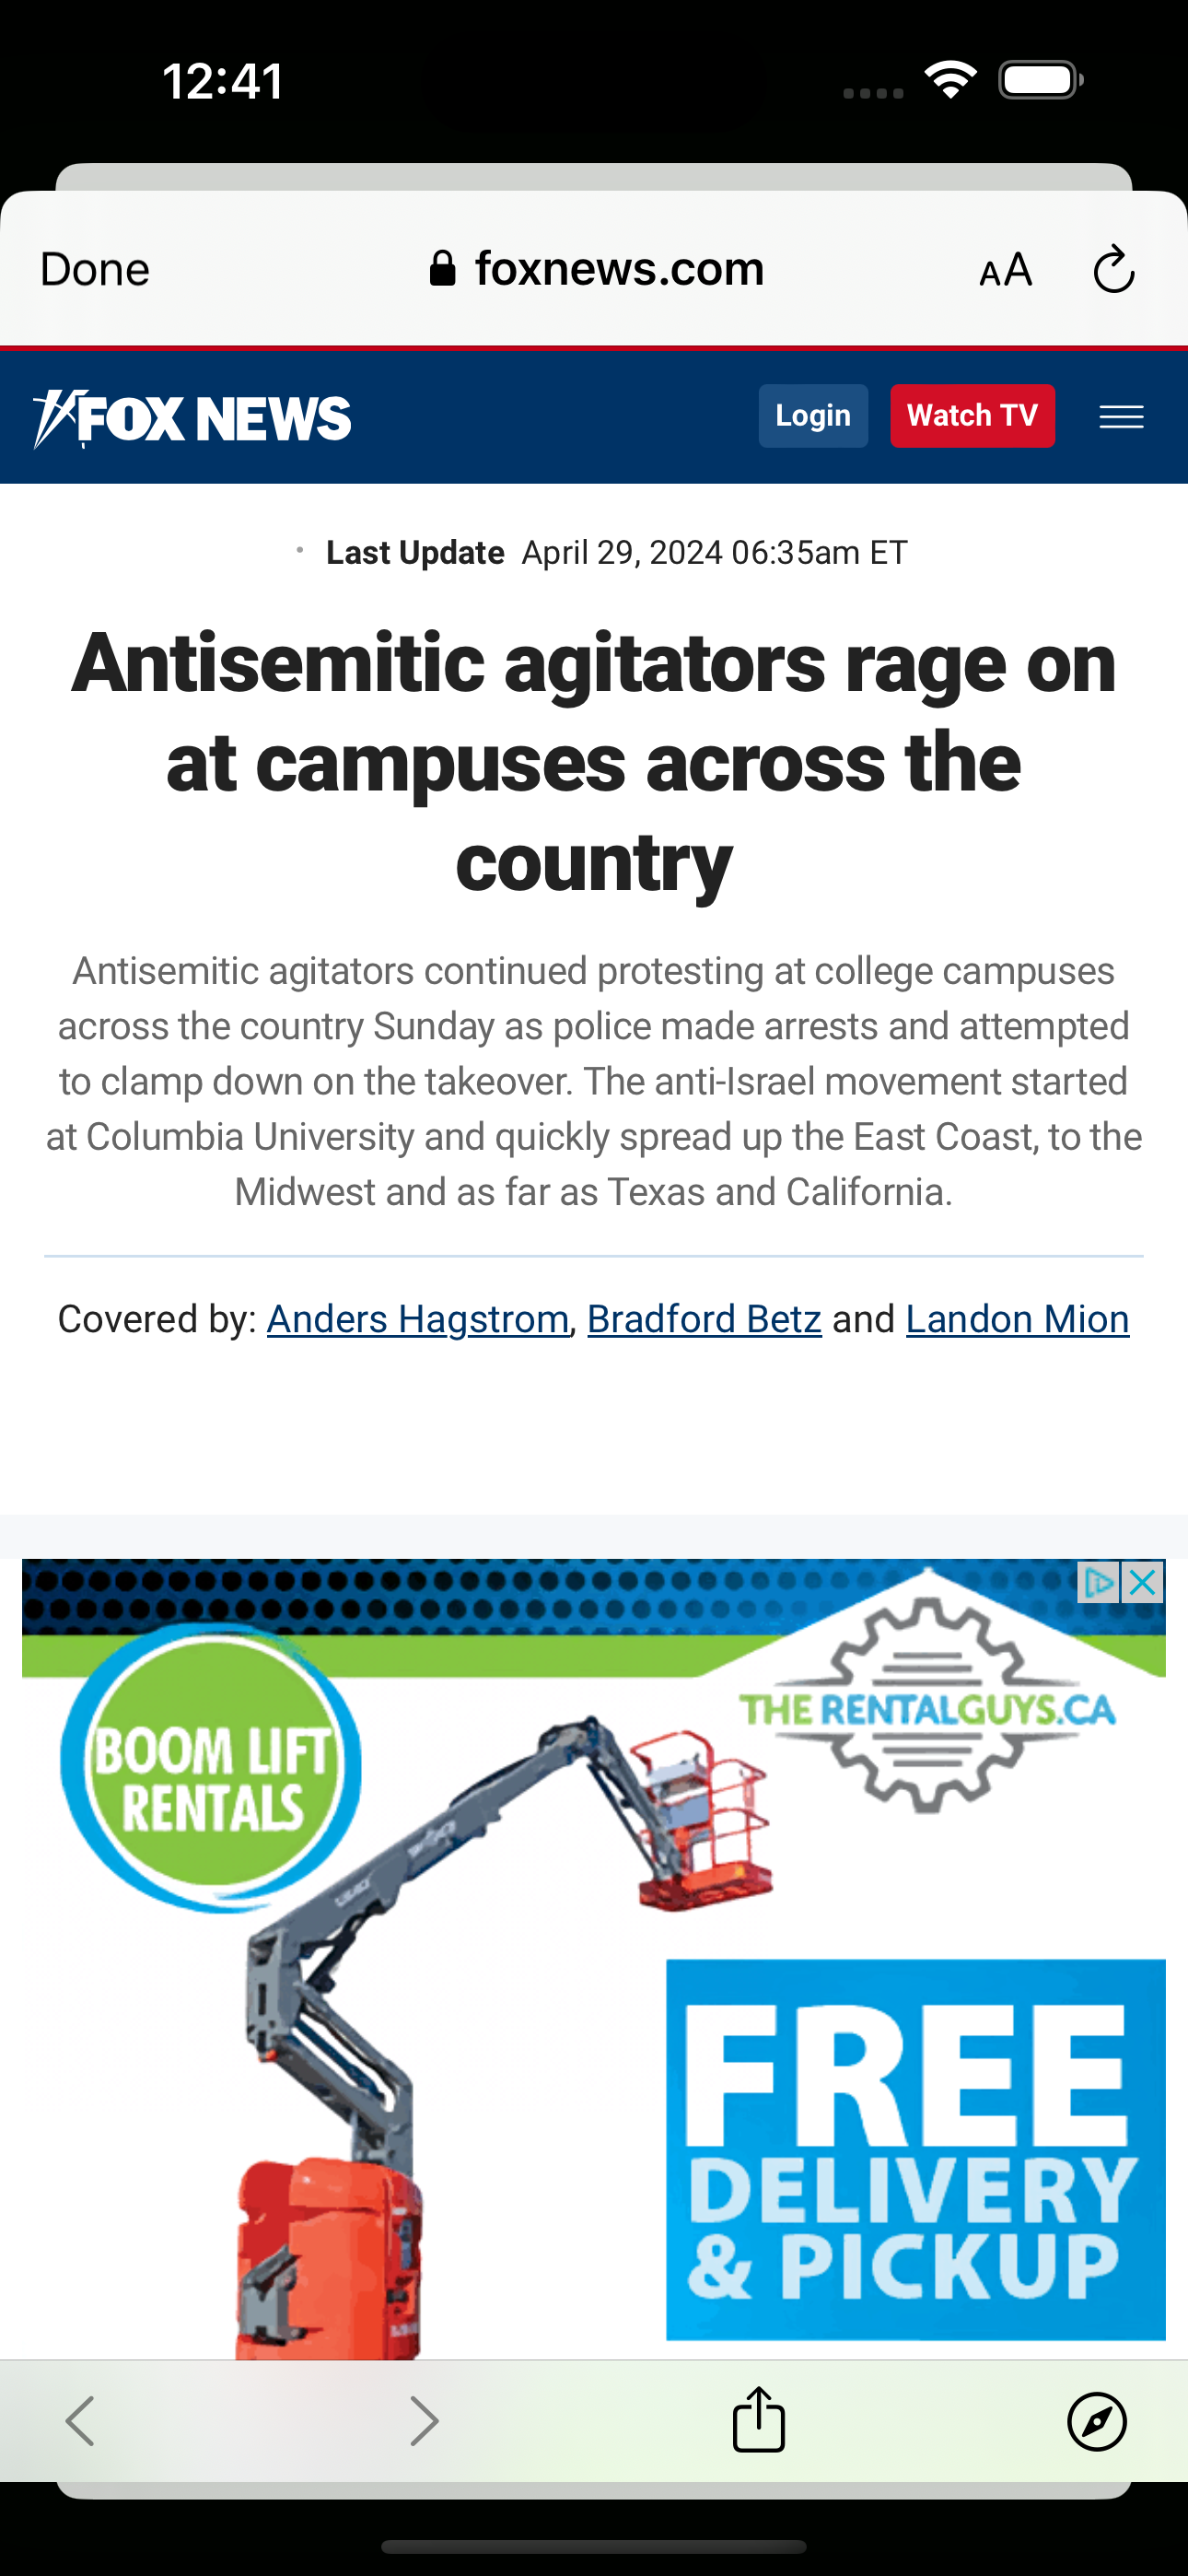 12:41
Done
foxnews.com
AA
FOX NEWS
Login
Watch TV
Last Update April 29, 2024 06:35am ET
Antisemitic agitators rage on
at campuses across the
country
Antisemitic agitators continued protesting at college campuses
across the country Sunday as police made arrests and attempted
to clamp down on the takeover. The anti-Israel movement started
at Columbia University and quickly spread up the East Coast, to the
Midwest and as far as Texas and California.
Covered by: Anders Hagstrom, Bradford Betz and Landon Mion
BOOM LIFT
RENTALS
THE RENTALGUYS.CA
FREE
DELIVERY
& PICKUP